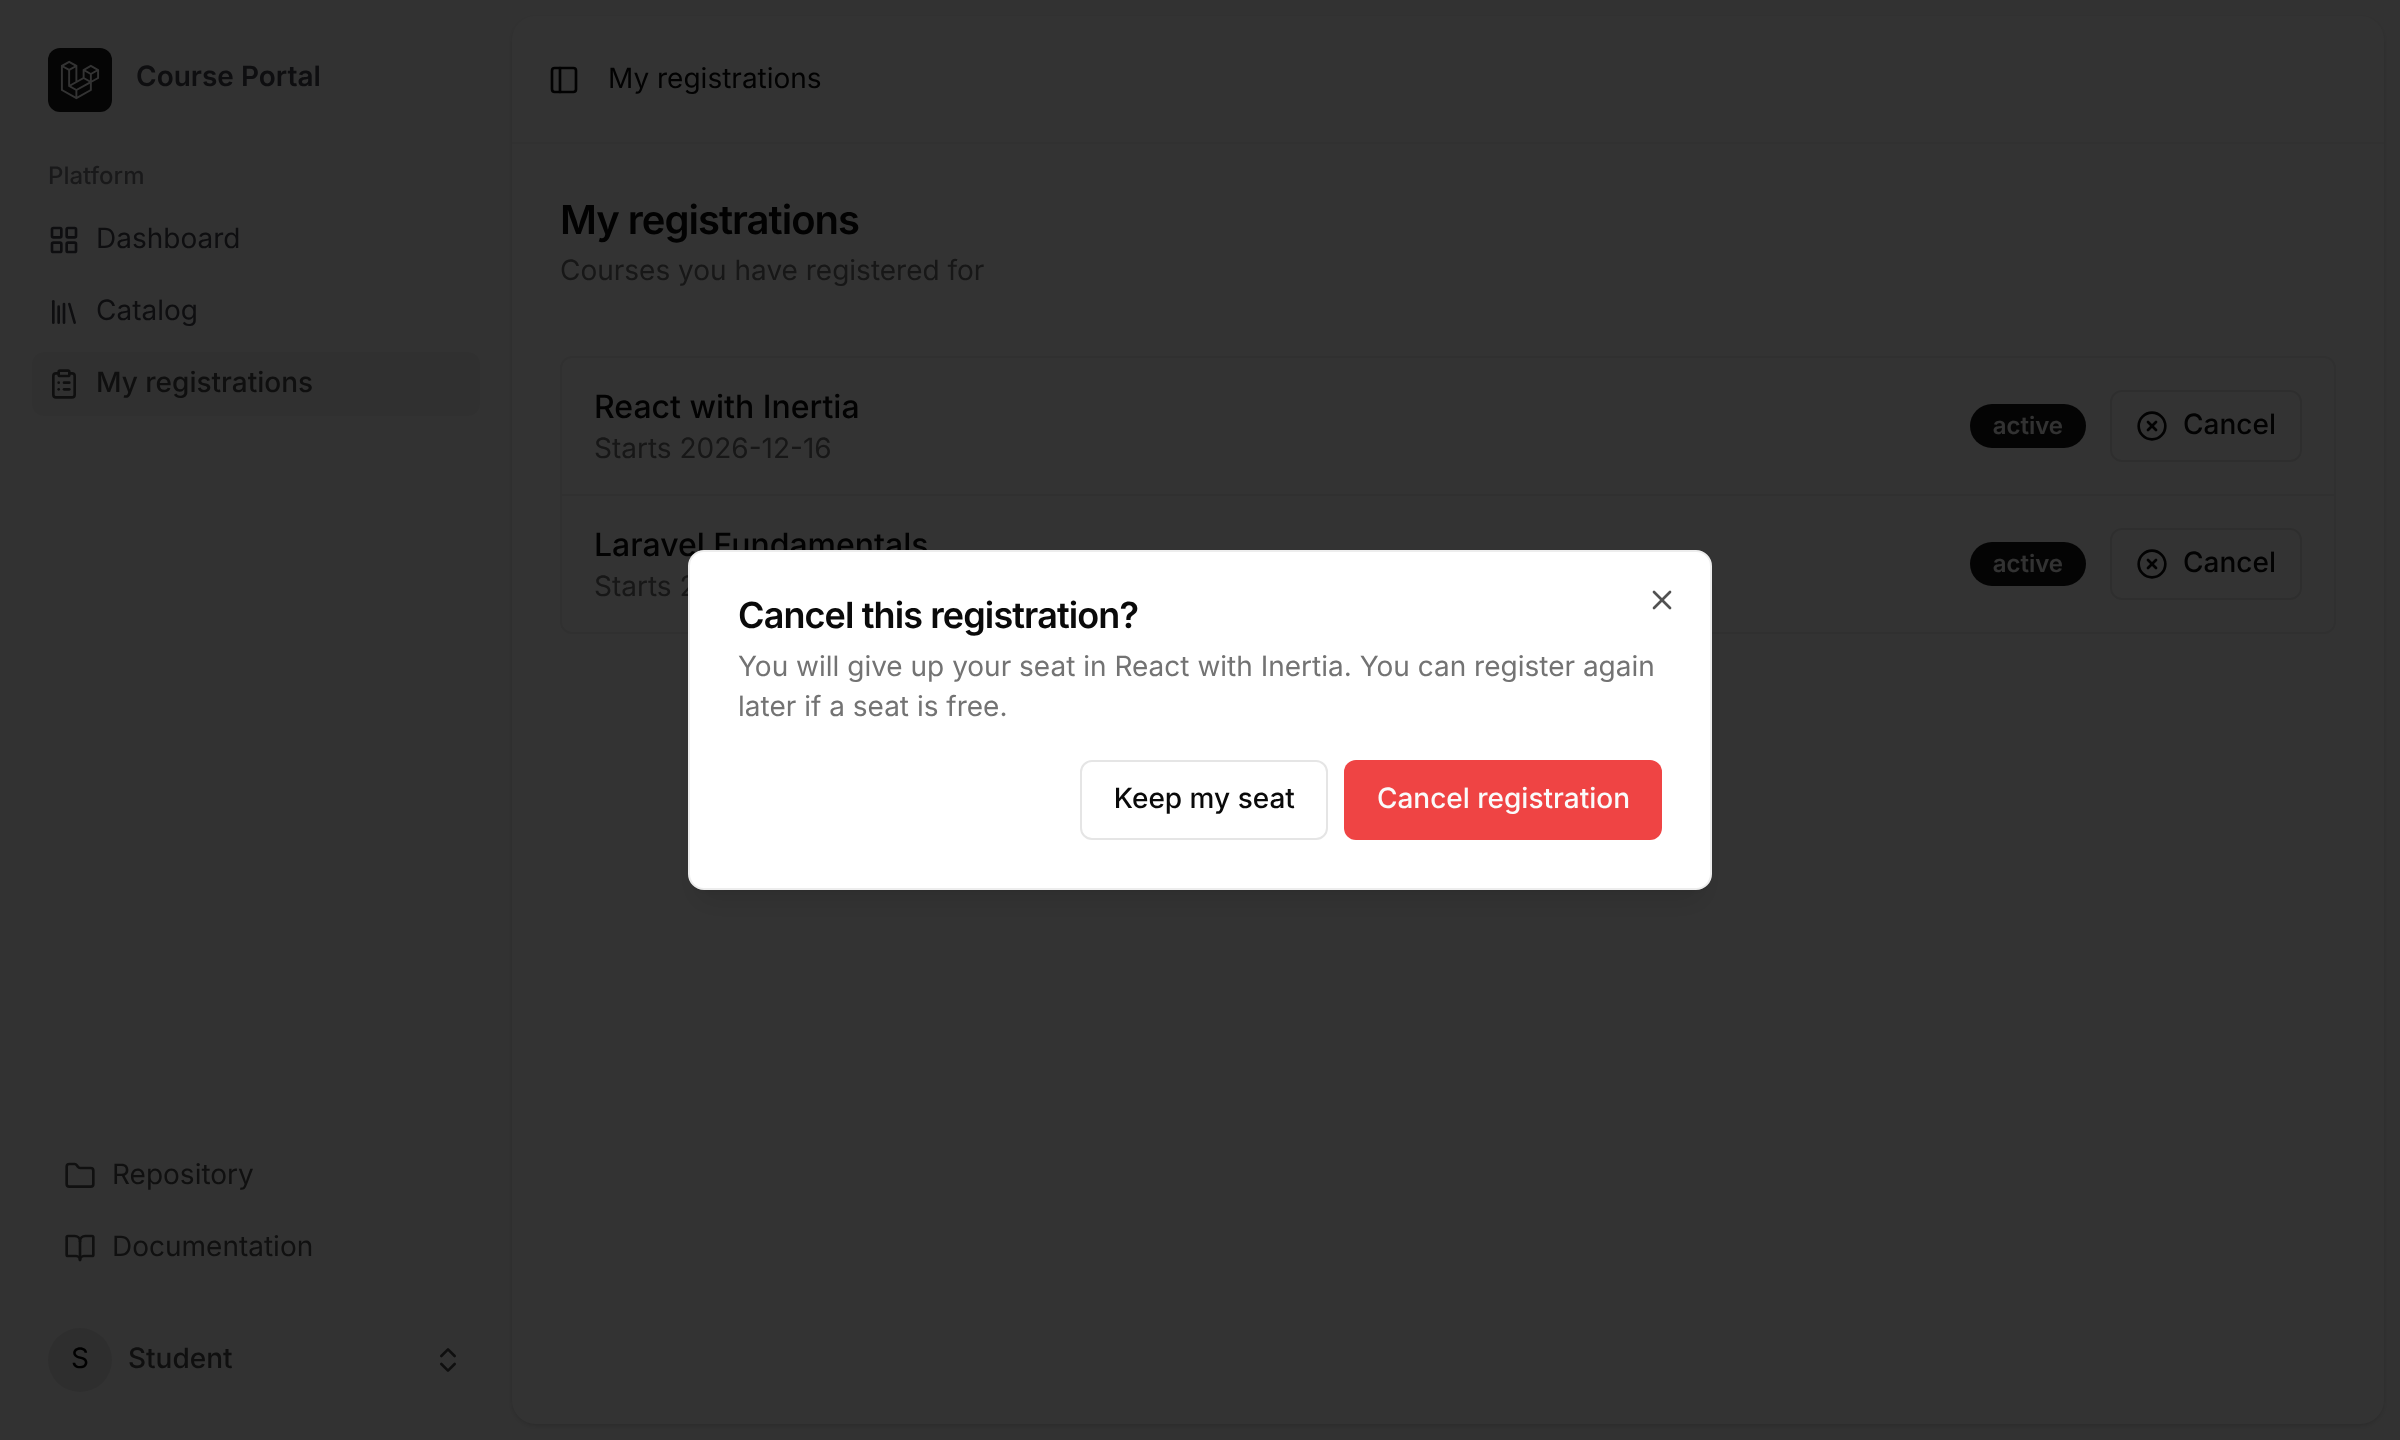 Course Portal
My registrations
Platform
Dashboard
Catalog
My registrations
My registrations
Courses you have registered for
React with Inertia
Starts 2026-12-16
active
Cancel
Laravel Fundamentals
Starts
active
Cancel
Cancel this registration?
You will give up your seat in React with Inertia. You can register again
later if a seat is free.
Keep my seat
Cancel registration
Repository
Documentation
S
Student